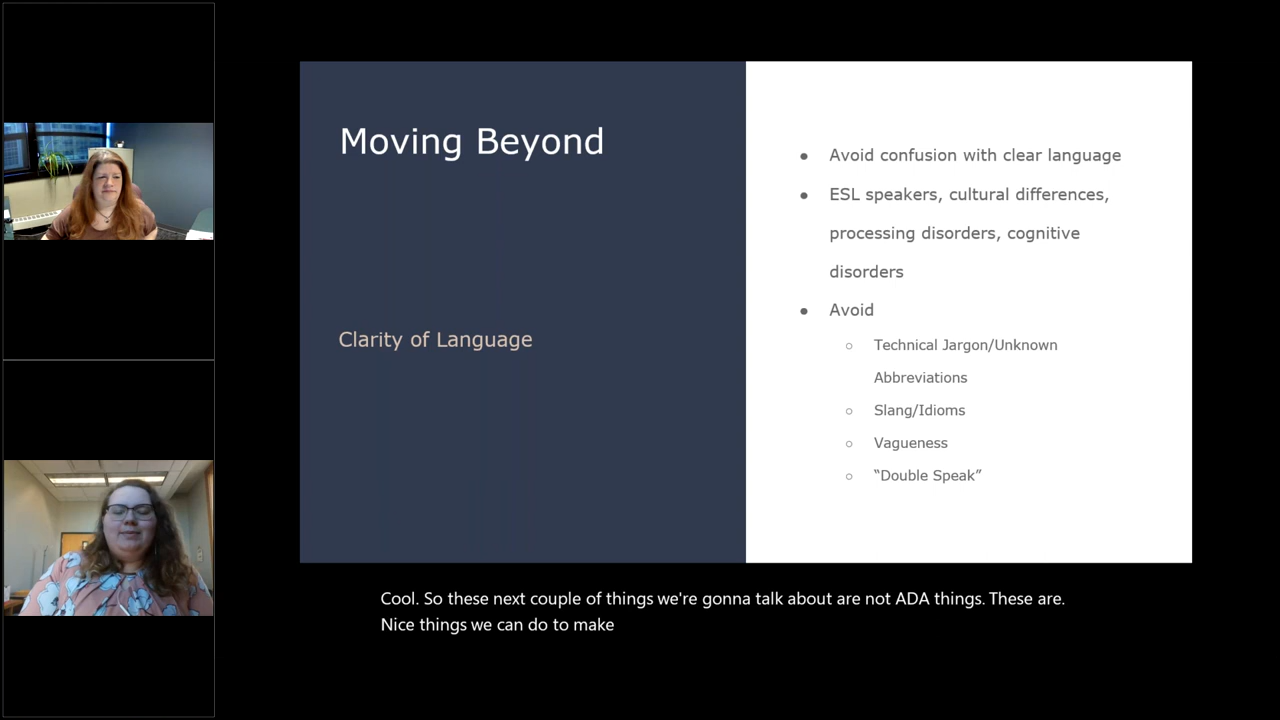 Moving Beyond
Clarity of Language
● Avoid confusion with clear language
● ESL speakers, cultural differences,
processing disorders, cognitive
disorders
● Avoid
○ Technical Jargon/Unknown
Abbreviations
○ Slang/Idioms
○ Vagueness
○ “Double Speak”
Cool. So these next couple of things we're gonna talk about are not ADA things. These are.
Nice things we can do to make